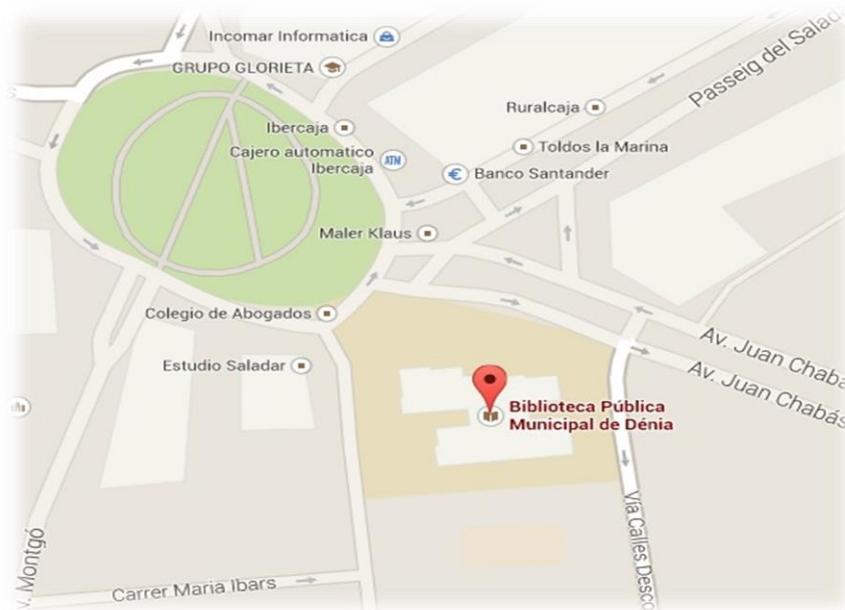 Incomar Informatica
Passeig del Salad
GRUPO GLORIETA
Ruralcaja
Ibercaja
Toldos la Marina
Cajero automatico
Ibercaja
ATM
€
Banco Santander
Maler Klaus
Colegio de Abogados
Av. Juan Chabá
Estudio Saladar
Av. Juan Chabás
Biblioteca Pública
Municipal de Dénia
Vía Calles Desco
v. Montgó
Carrer Maria Ibars